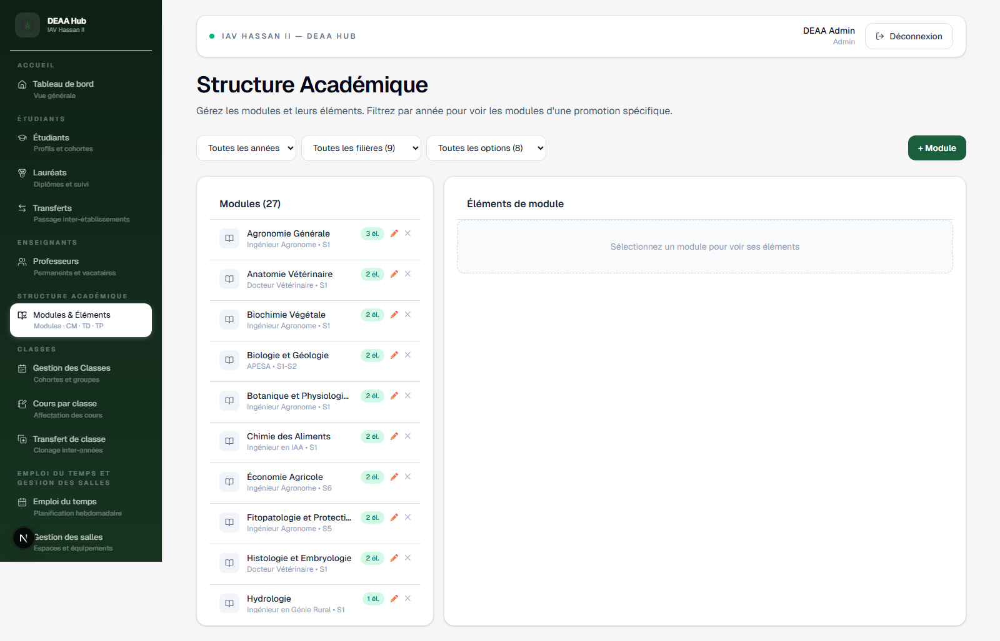 DEAA Hub
IAV Hassan II
ACCUEIL
Tableau de bord
Vue générale
ÉTUDIANTS
Étudiants
Profils et cohortes
Lauréats
Diplômes et suivi
Transferts
Passage inter-établissements
ENSEIGNANTS
Professeurs
Permanents et vacataires
STRUCTURE ACADÉMIQUE
Modules & Éléments
Modules · CM · TD · TP
CLASSES
Gestion des Classes
Cohortes et groupes
Cours par classe
Affectation des cours
Transfert de classe
Clonage inter-années
EMPLOI DU TEMPS ET
GESTION DES SALLES
Emploi du temps
Planification hebdomadaire
N
Gestion des salles
Espaces et équipements
IAV HASSAN II — DEAA HUB
DEAA Admin
Admin
Déconnexion
Structure Académique
Gérez les modules et leurs éléments. Filtrez par année pour voir les modules d'une promotion spécifique.
Toutes les années
Toutes les filières (9)
Toutes les options (8)
+ Module
Modules (27)
Agronomie Générale 3 él.
Ingénieur Agronome • S1
Anatomie Vétérinaire 2 él.
Docteur Vétérinaire • S1
Biochimie Végétale 2 él.
Ingénieur Agronome • S1
Biologie et Géologie 2 él.
APESA • S1-S2
Botanique et Physiologi... 2 él.
Ingénieur Agronome • S1
Chimie des Aliments 2 él.
Ingénieur en IAA • S1
Économie Agricole 2 él.
Ingénieur Agronome • S6
Fitopatologie et Protecti... 2 él.
Ingénieur Agronome • S5
Histologie et Embryologie 2 él.
Docteur Vétérinaire • S1
Hydrologie 1 él.
Ingénieur en Génie Rural • S1
Éléments de module
Sélectionnez un module pour voir ses éléments